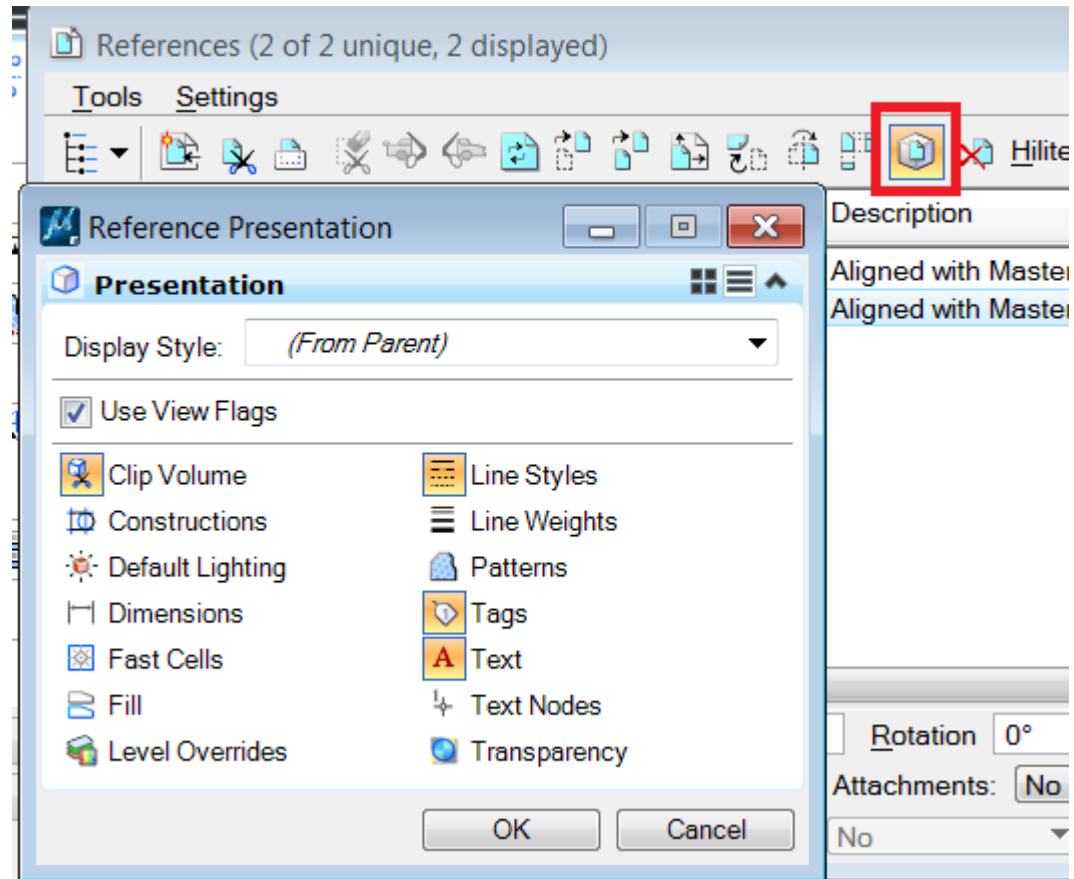 References (2 of 2 unique, 2 displayed)
Tools Settings
Hilite
Reference Presentation
Description
Presentation
Aligned with Master
Aligned with Master
Display Style: (From Parent)
Use View Flags
Clip Volume Line Styles
Constructions Line Weights
Default Lighting Patterns
Dimensions Tags
Fast Cells A Text
Fill Text Nodes
Level Overrides Transparency
Rotation 0°
Attachments: No
OK Cancel
No